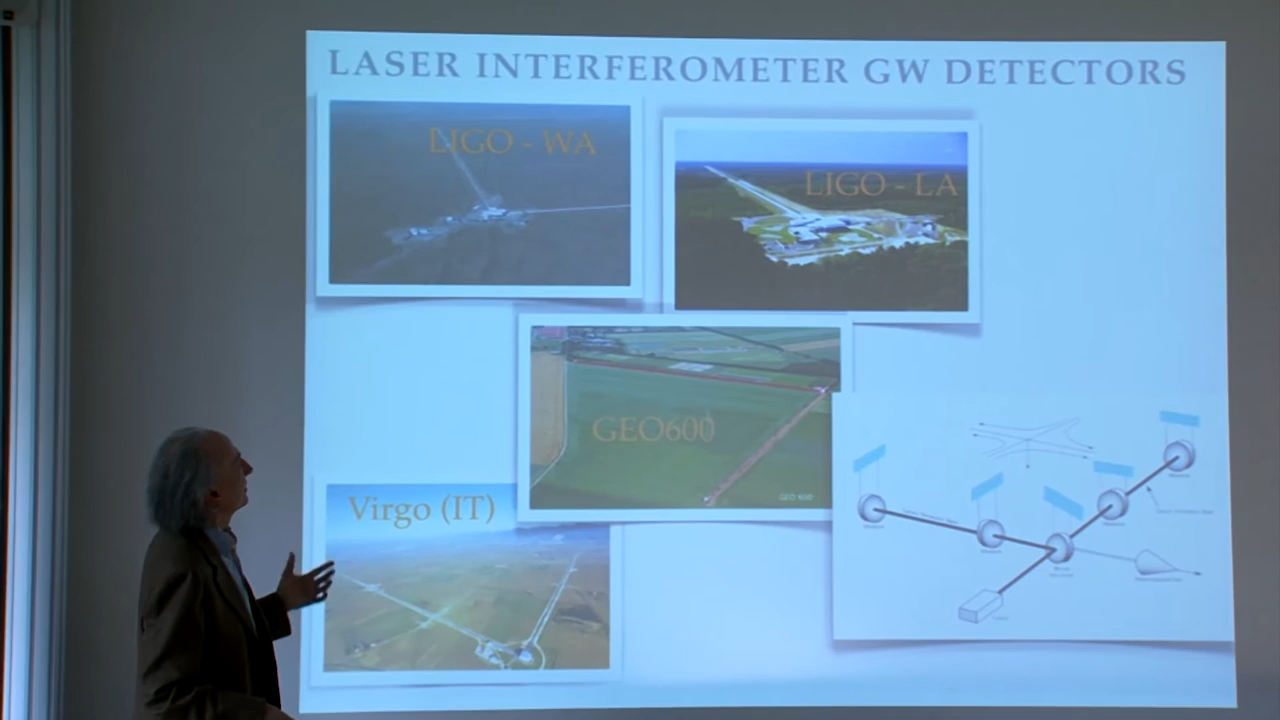 LASER INTERFEROMETER GW DETECTORS
LIGO - WA
LIGO - LA
GEO600
GEO 600
Virgo (IT)